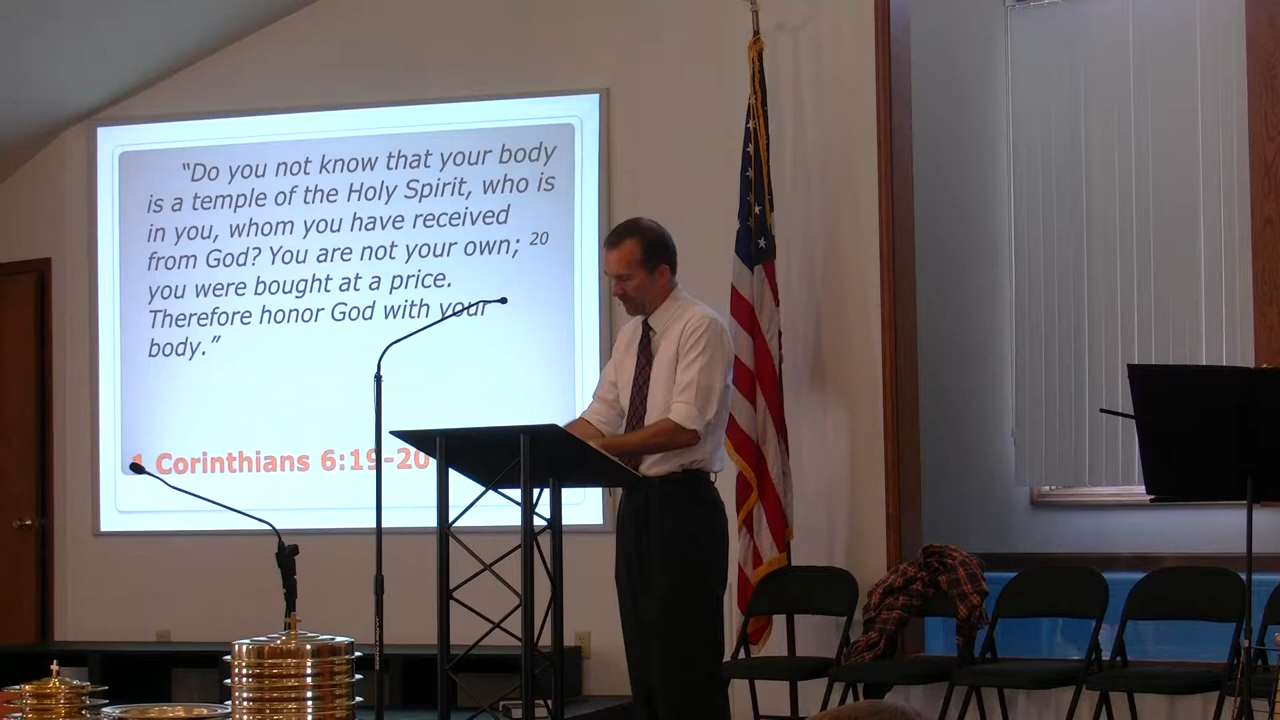 “Do you not know that your body
is a temple of the Holy Spirit, who is
in you, whom you have received
from God? You are not your own; 20
you were bought at a price.
Therefore honor God with your
body.”
1 Corinthians 6:19-20